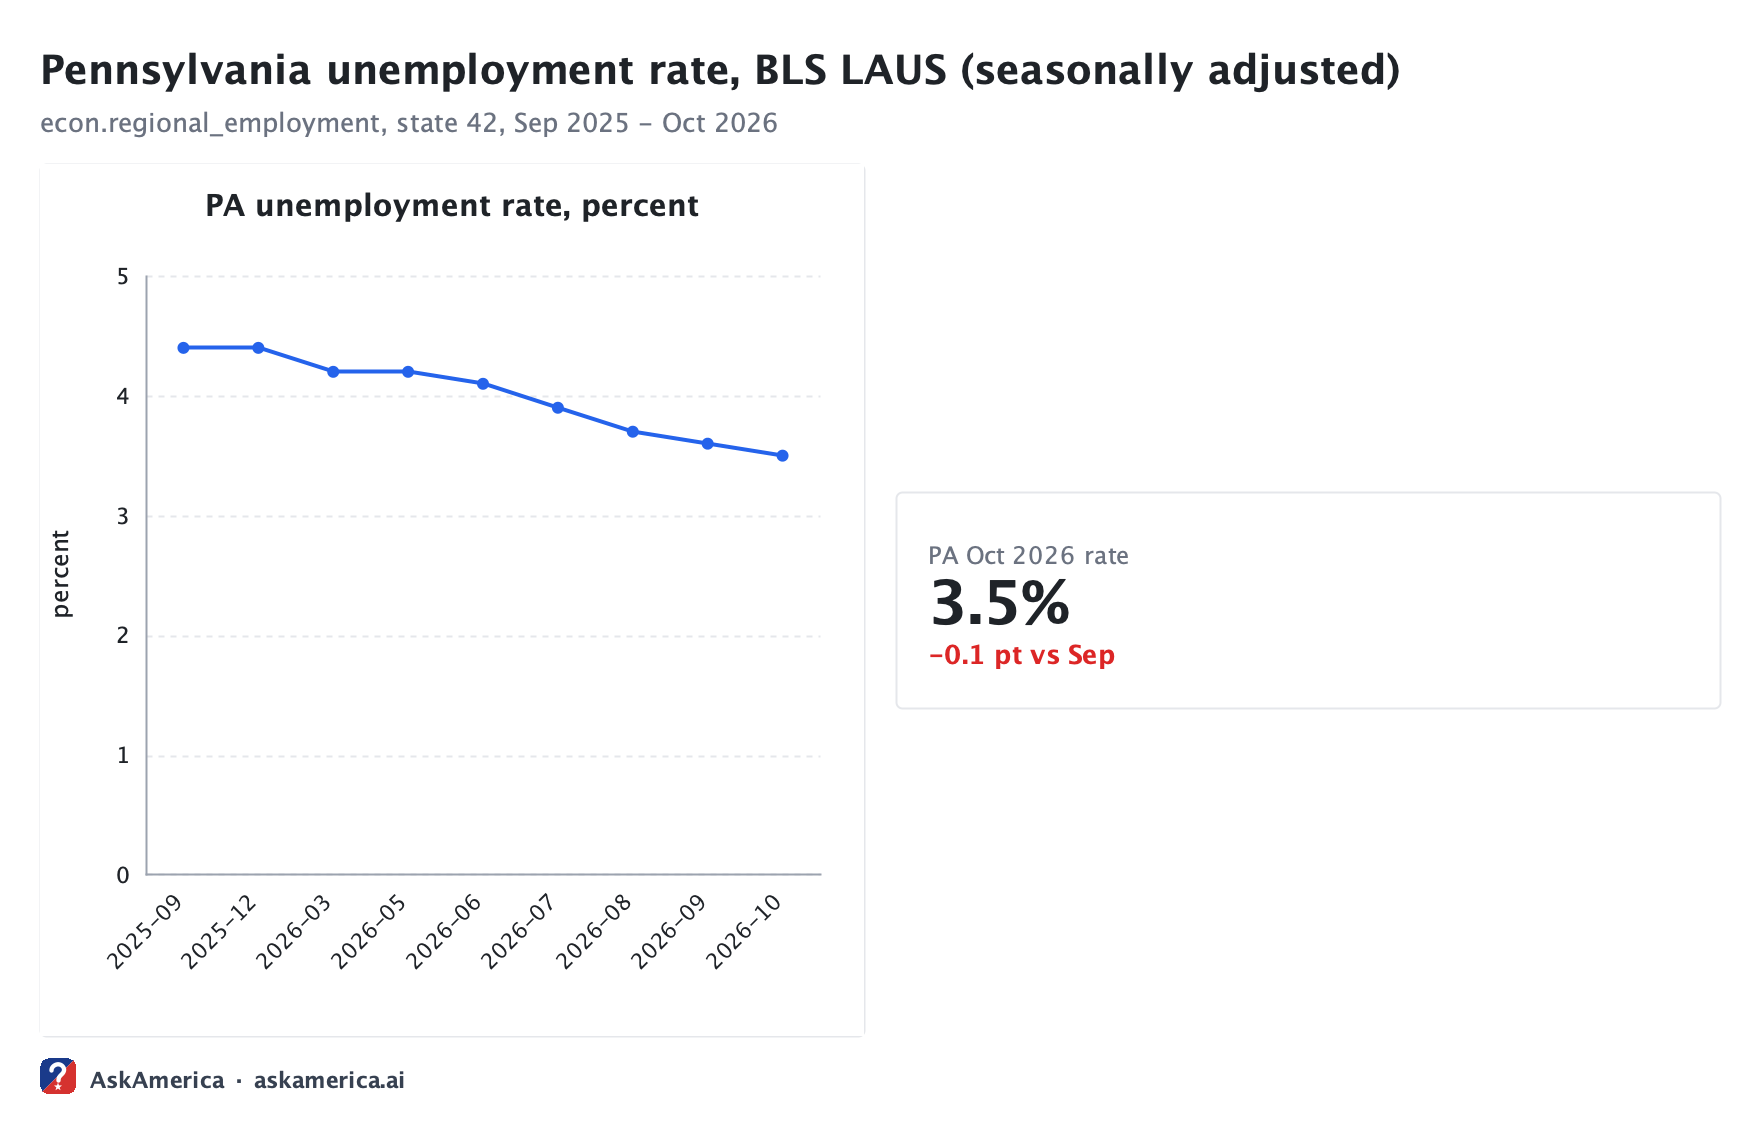 Pennsylvania unemployment rate, BLS LAUS (seasonally adjusted)
econ.regional_employment, state 42, Sep 2025 – Oct 2026
PA unemployment rate, percent
percent
5
4
3
2
1
0
2025-09
2025-12
2026-03
2026-05
2026-06
2026-07
2026-08
2026-09
2026-10
PA Oct 2026 rate
3.5%
−0.1 pt vs Sep
?
AskAmerica · askamerica.ai